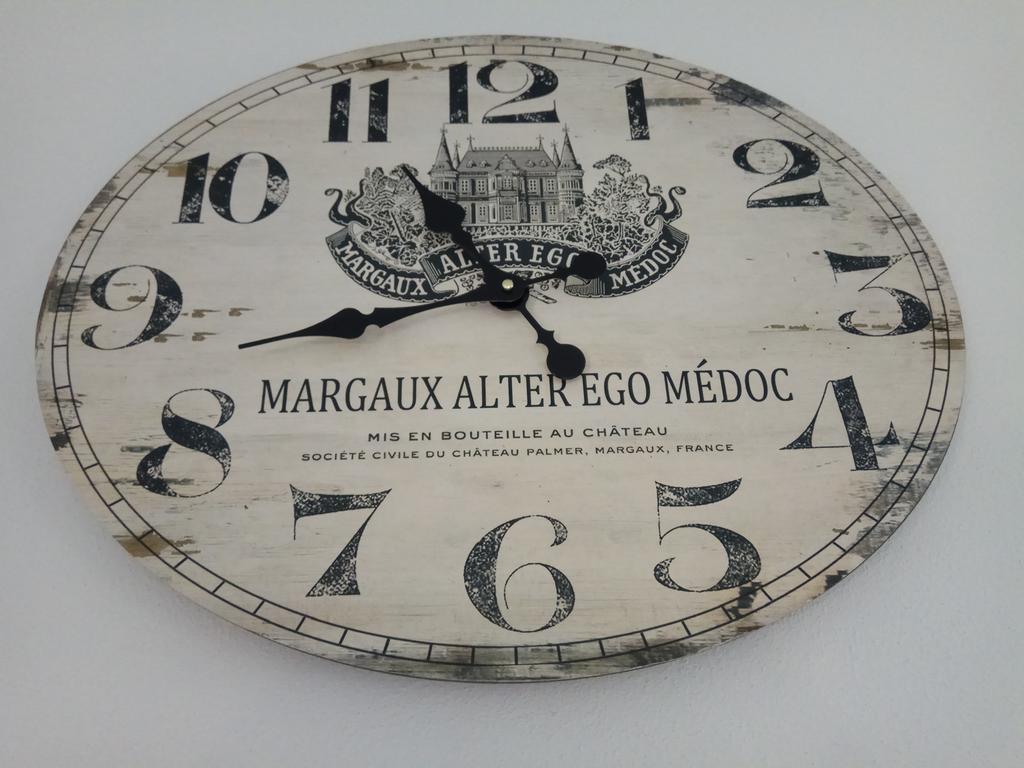 12
11 1
10 2
MARGAUX ALTER EGO MÉDOC
9 3
MARGAUX ALTER EGO MÉDOC
8 4
MIS EN BOUTEILLE AU CHÂTEAU
SOCIÉTÉ CIVILE DU CHÂTEAU PALMER, MARGAUX, FRANCE
7 5
6